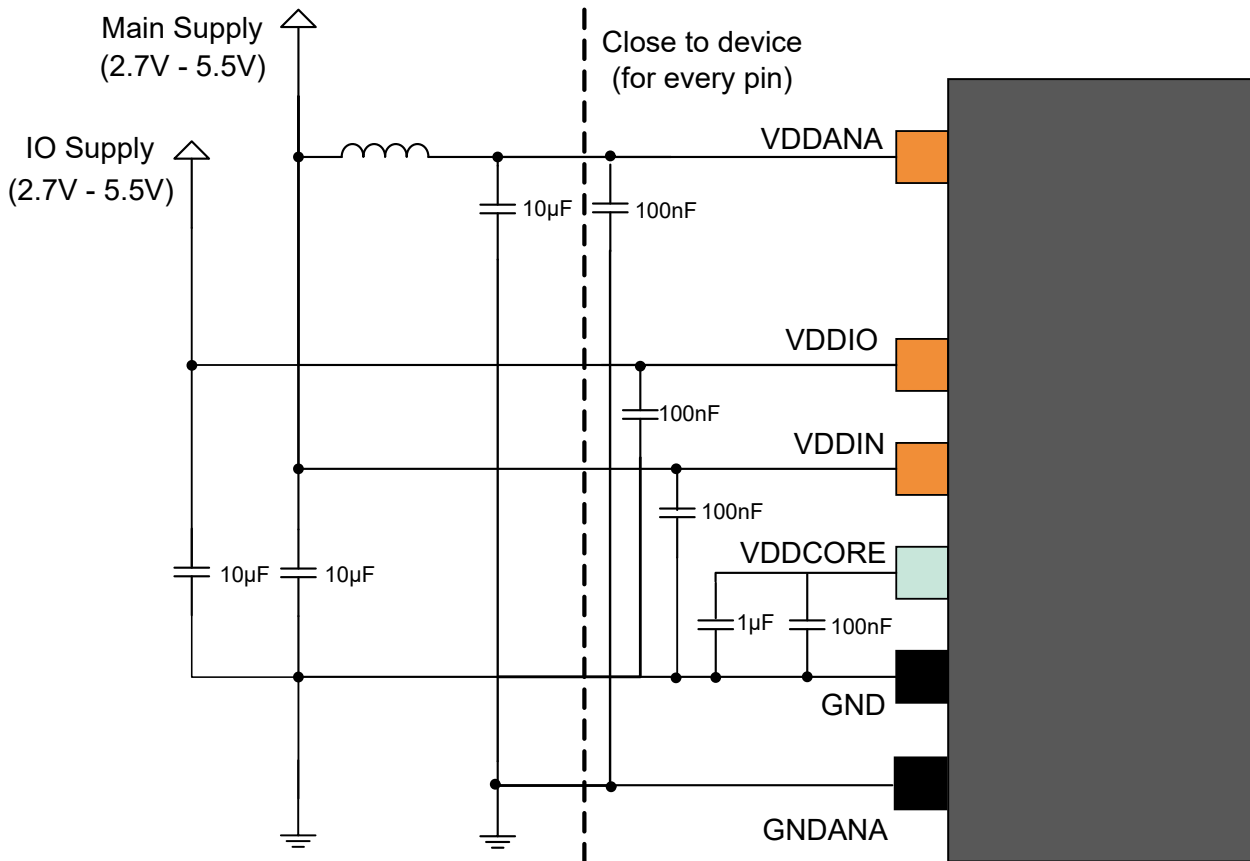 Main Supply
(2.7V - 5.5V)
Close to device
(for every pin)
IO Supply
(2.7V - 5.5V)
VDDANA
10µF
100nF
VDDIO
100nF
VDDIN
100nF
VDDCORE
10µF
10µF
1µF
100nF
GND
GNDANA